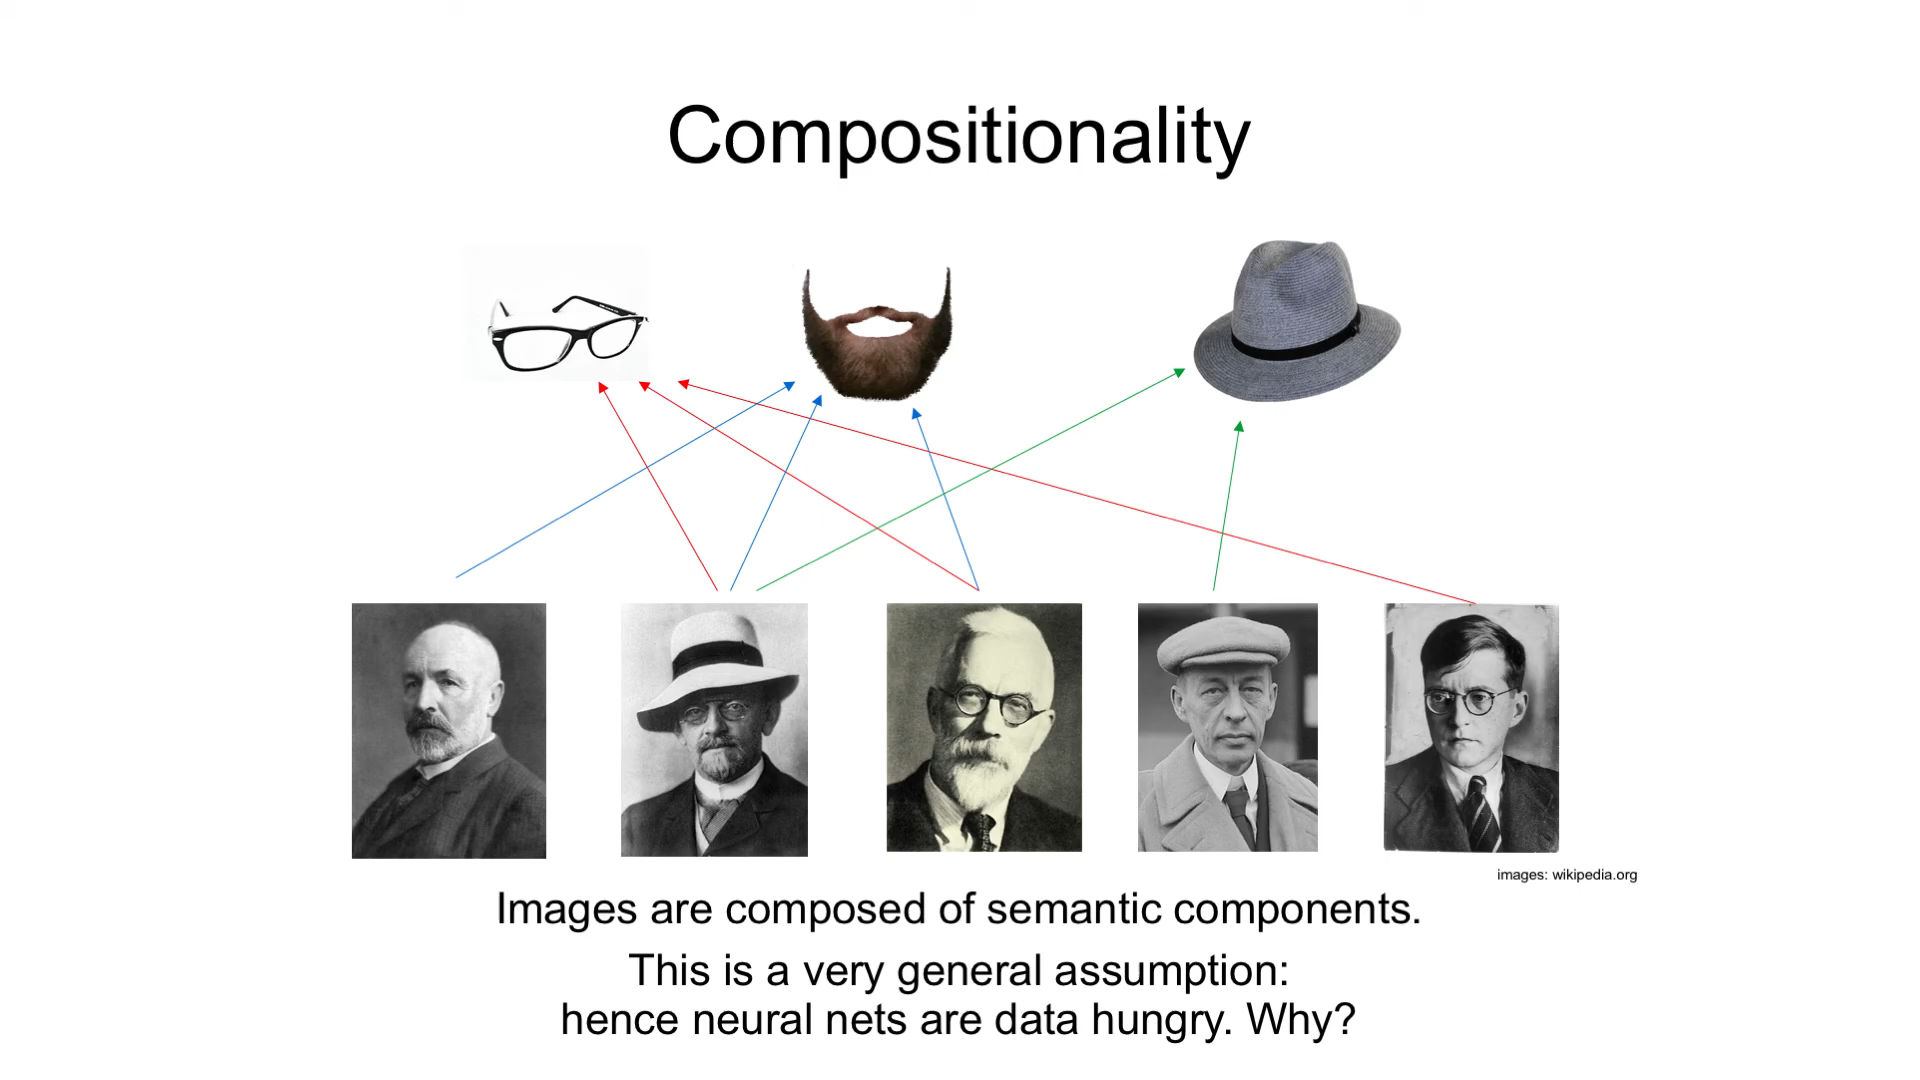 Compositionality
images: wikipedia.org
Images are composed of semantic components.
This is a very general assumption:
hence neural nets are data hungry. Why?